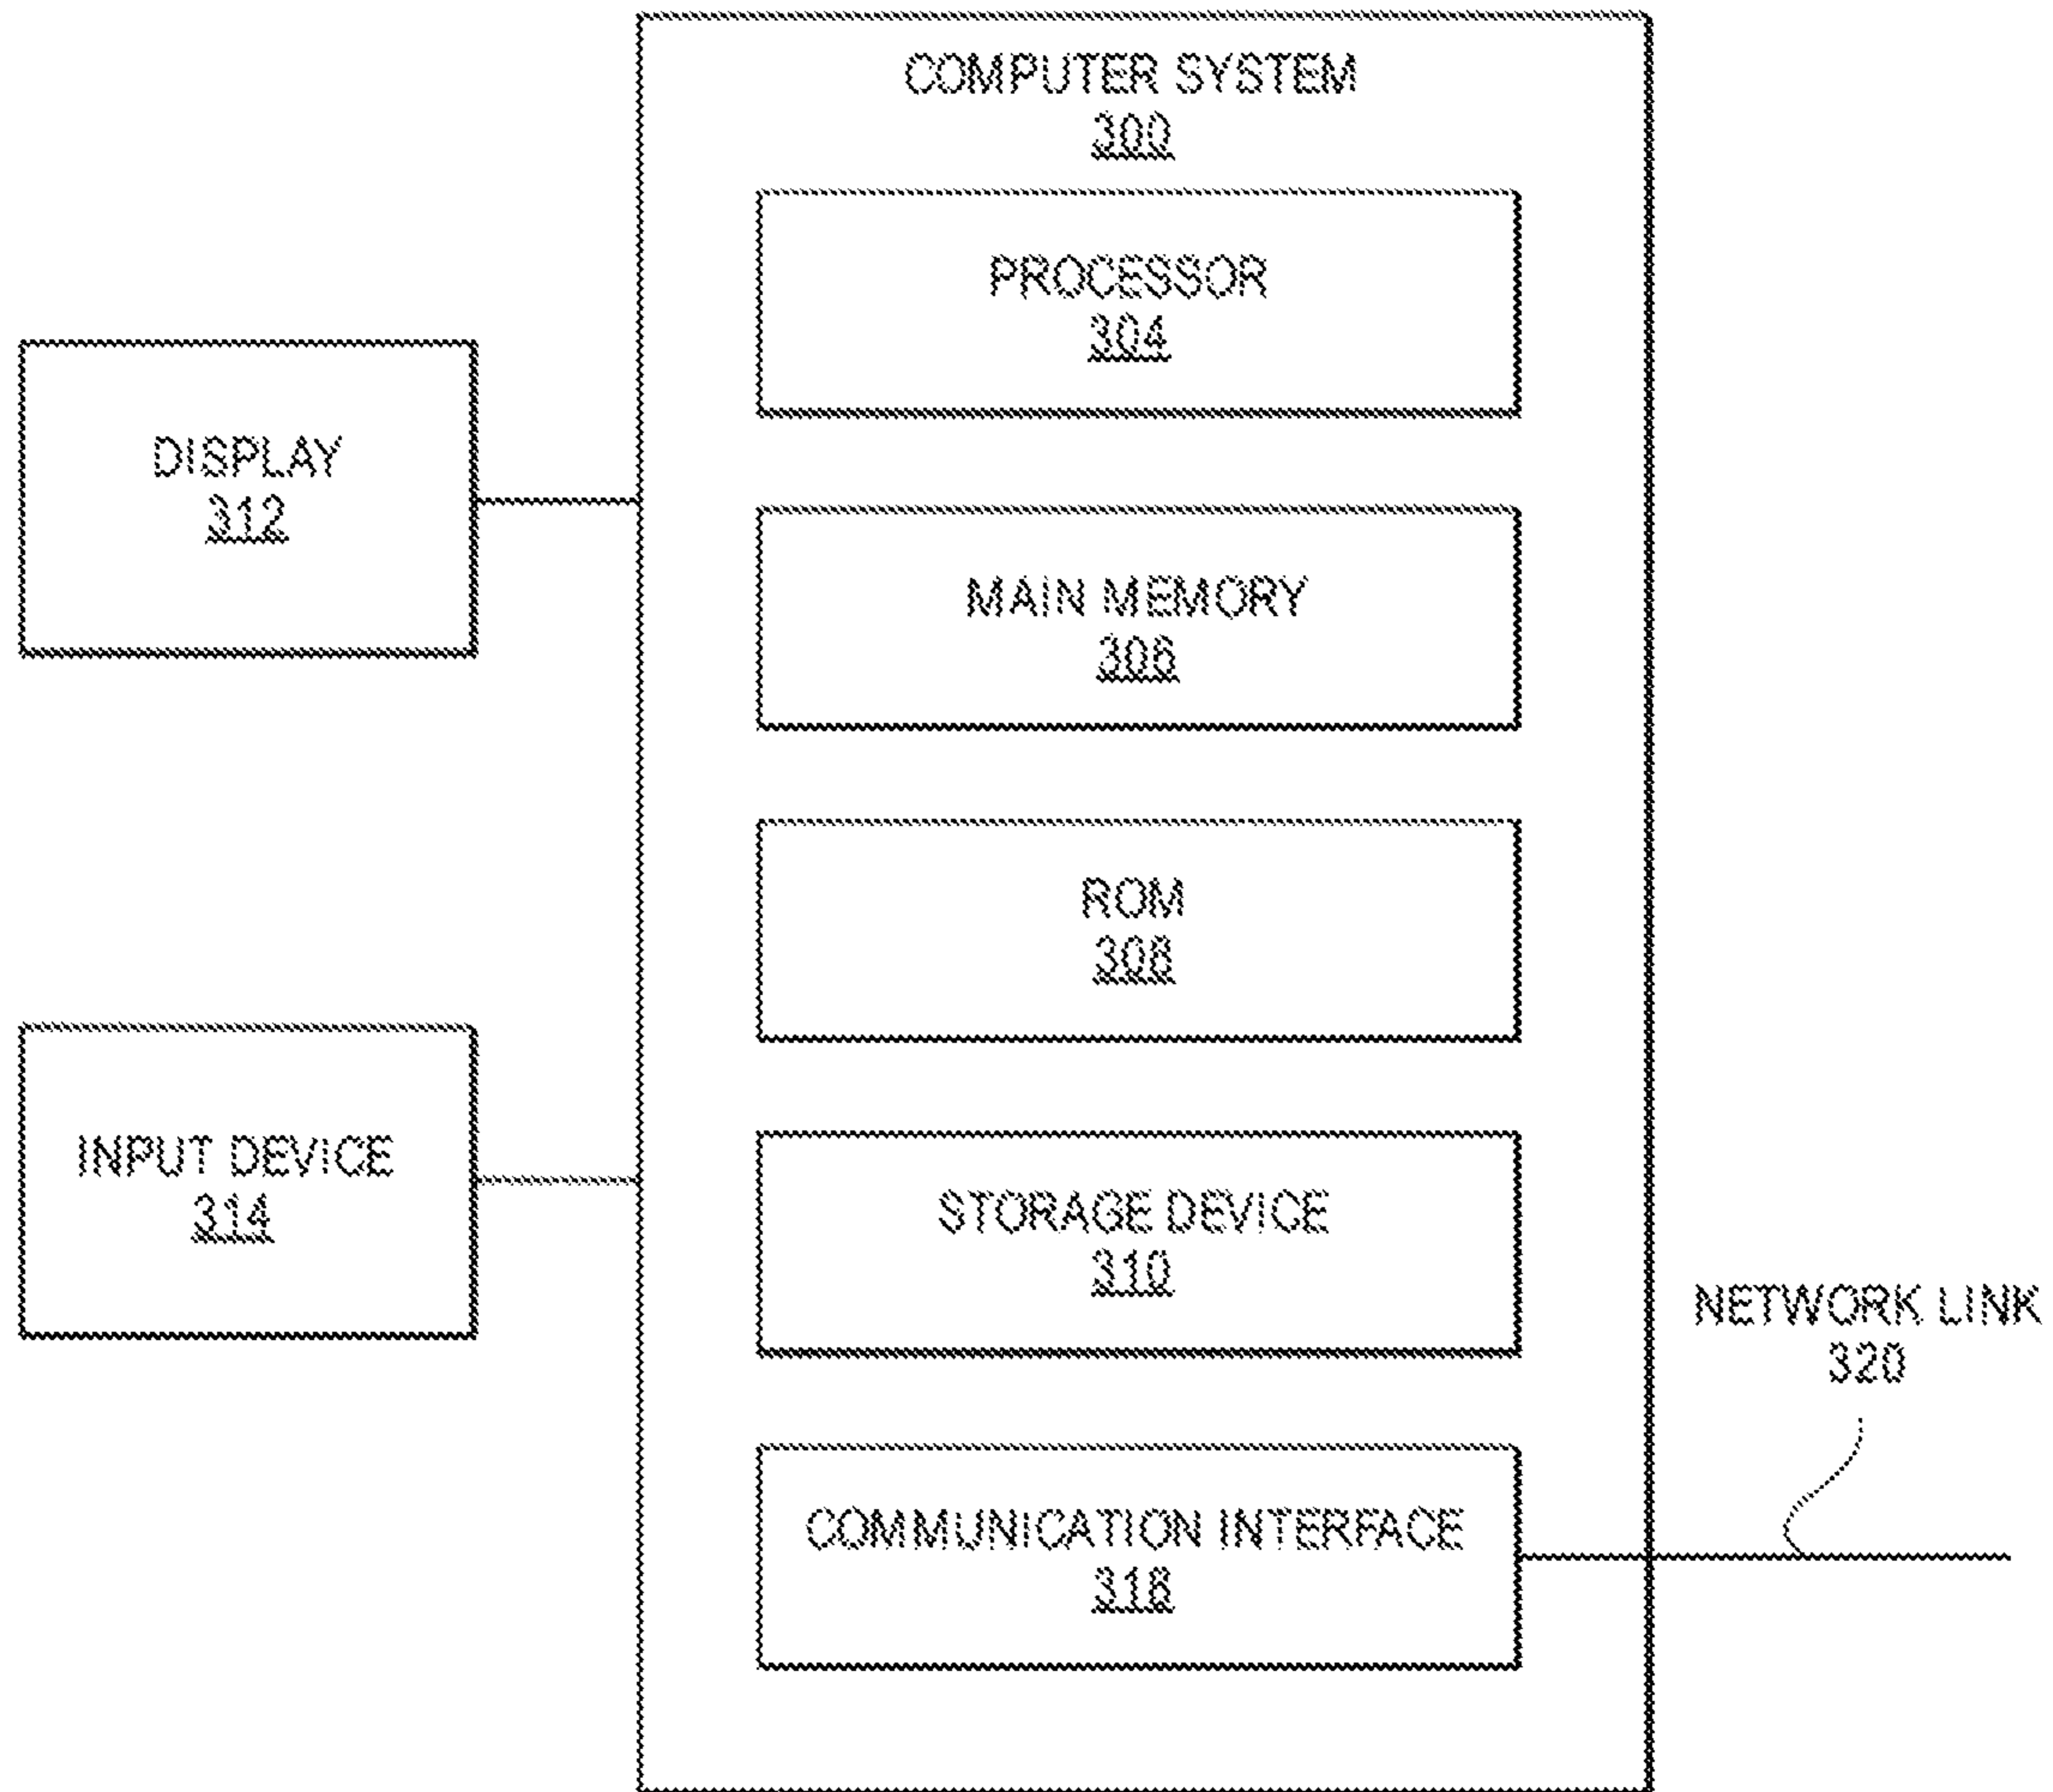 COMPUTER SYSTEM
300
PROCESSOR
304
DISPLAY
312
MAIN MEMORY
306
ROM
308
INPUT DEVICE
314
STORAGE DEVICE
310
NETWORK LINK
320
COMMUNICATION INTERFACE
318